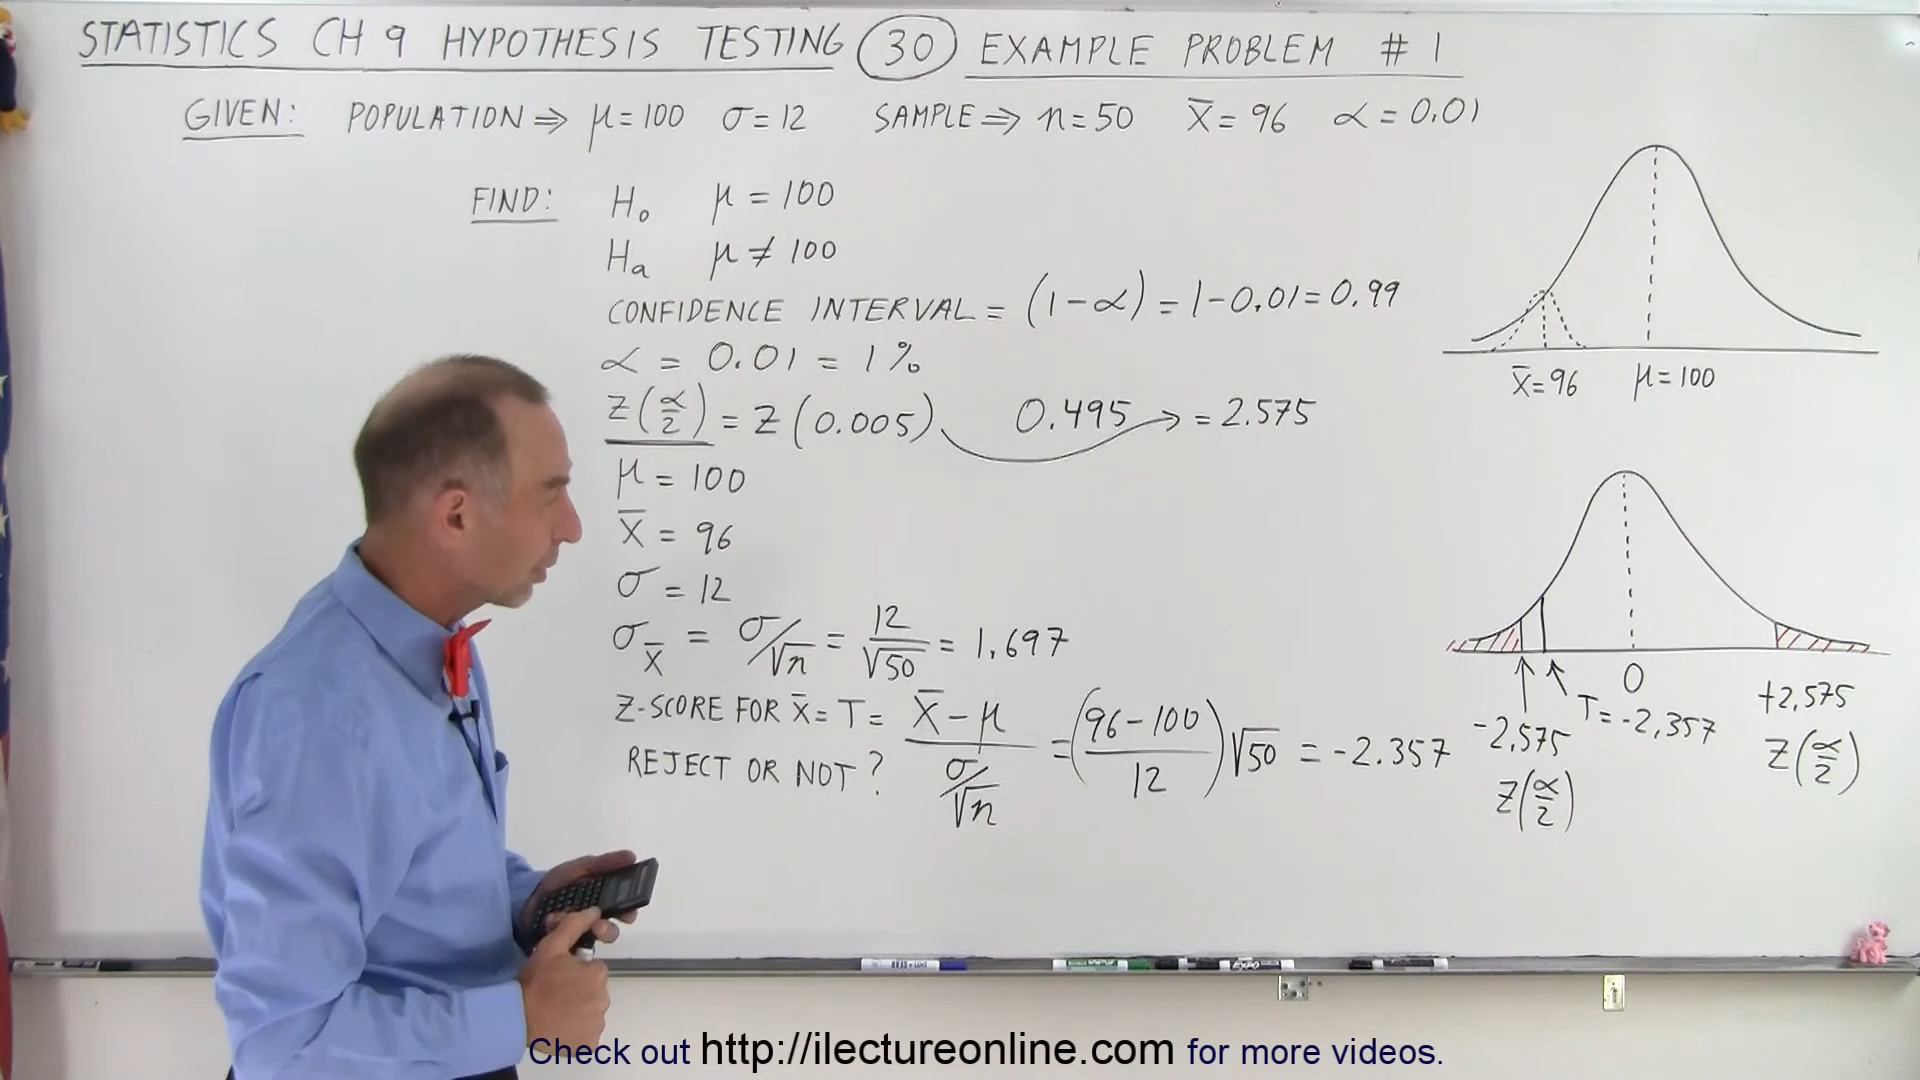 STATISTICS CH 9 HYPOTHESIS TESTING 30 EXAMPLE PROBLEM # 1
GIVEN: POPULATION ⇒ μ=100 σ=12 SAMPLE ⇒ n=50 x̄=96 α=0.01
FIND: H₀ μ = 100
Hₐ μ ≠ 100
CONFIDENCE INTERVAL = (1-α) = 1-0.01=0.99
α = 0.01 = 1%
Z(α/2) = Z(0.005) 0.495 → = 2.575
μ = 100
x̄ = 96
σ = 12
σx̄ = σ/√n = 12/√50 = 1.697
Z-SCORE FOR x̄ = T = (x̄-μ)/(σ/√n) = ((96-100)/12)√50 = -2.357
REJECT OR NOT?
x̄=96 μ=100
0
-2.575 T=-2.357 +2.575
Z(α/2) Z(α/2)
Check out http://ilectureonline.com for more videos.